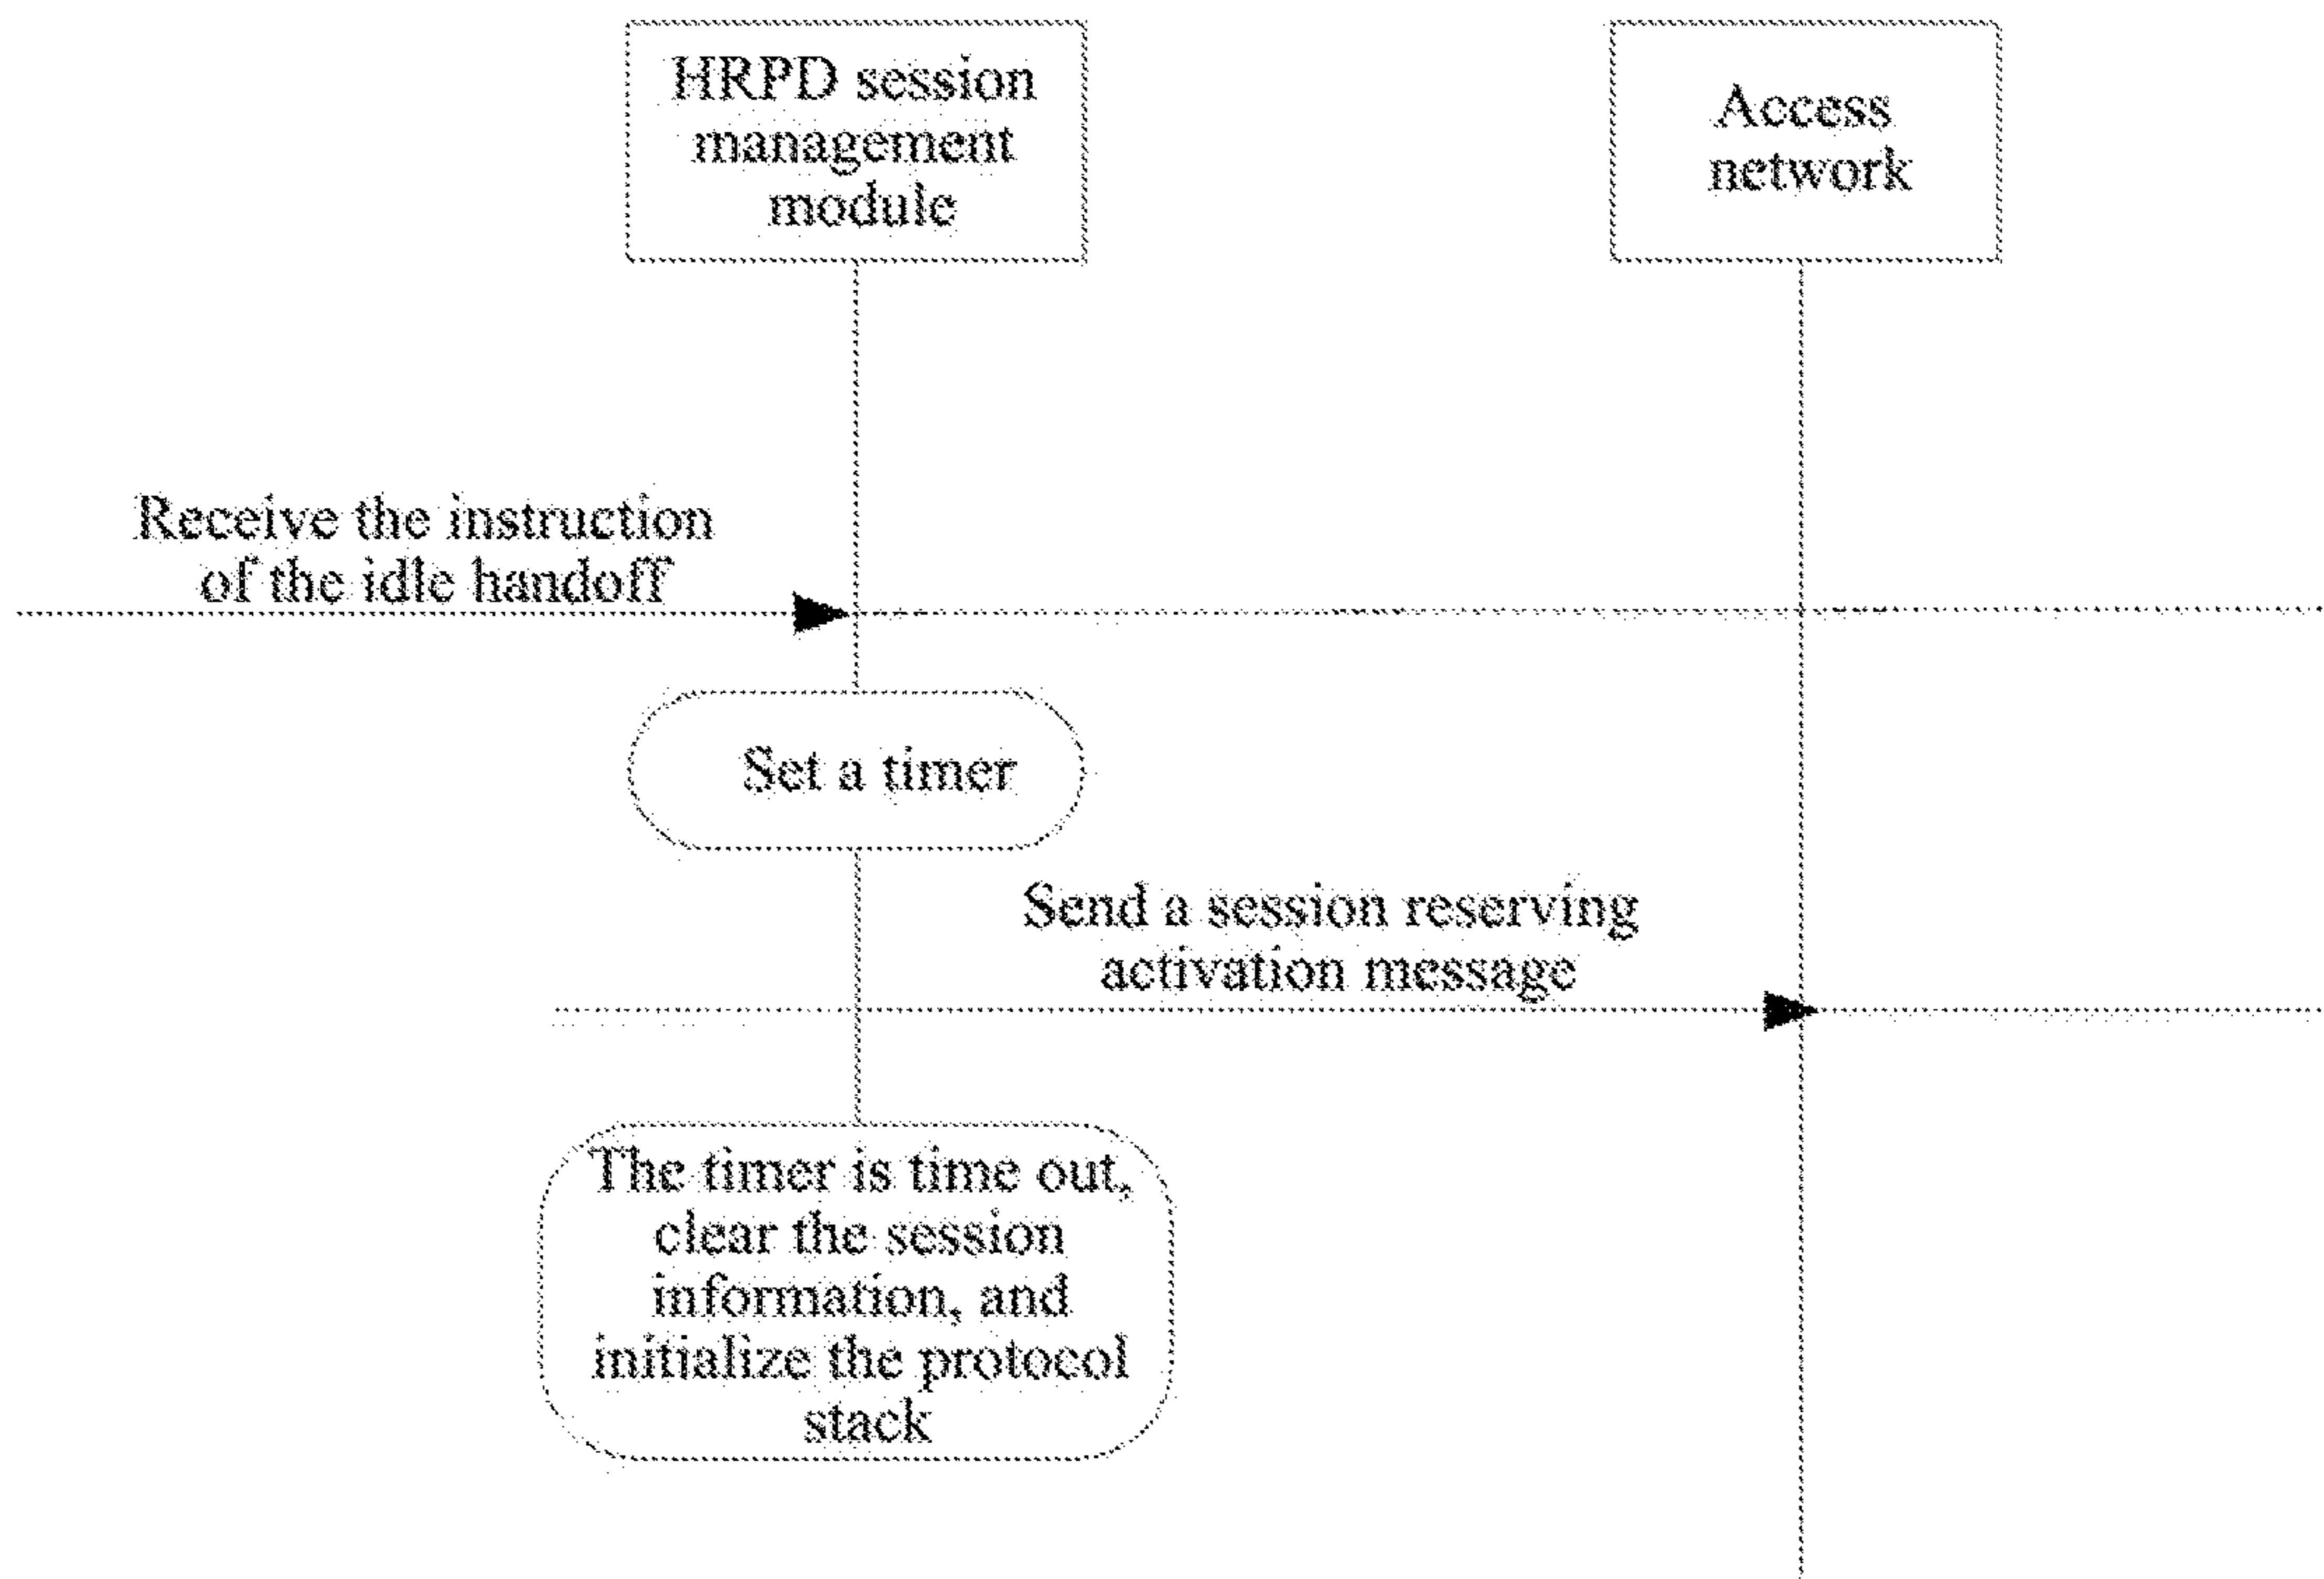 HRPD session
management
module
Access
network
Receive the instruction
of the idle handoff
Set a timer
Send a session reserving
activation message
The timer is time out,
clear the session
information, and
initialize the protocol
stack